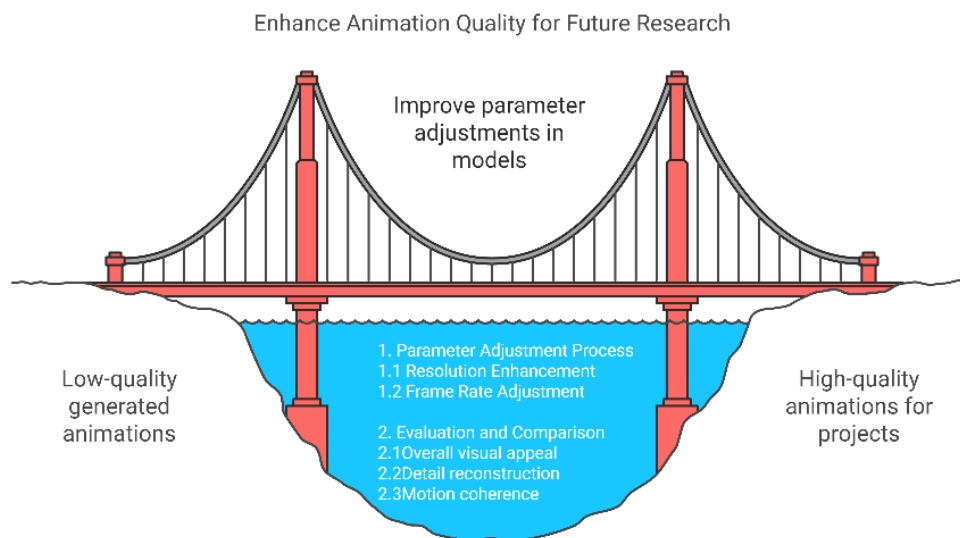 Enhance Animation Quality for Future Research
Improve parameter
adjustments in
models
Low-quality
generated
animations
1. Parameter Adjustment Process
1.1 Resolution Enhancement
1.2 Frame Rate Adjustment
2. Evaluation and Comparison
2.1Overall visual appeal
2.2Detail reconstruction
2.3Motion coherence
High-quality
animations for
projects